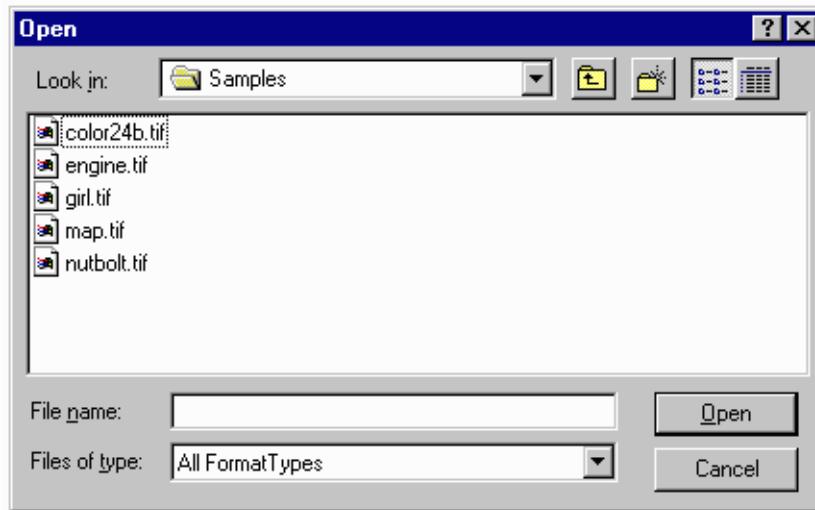 Open
Look in: Samples
color24b.tif
engine.tif
girl.tif
map.tif
nutbolt.tif
File name: Open
Files of type: All FormatTypes Cancel